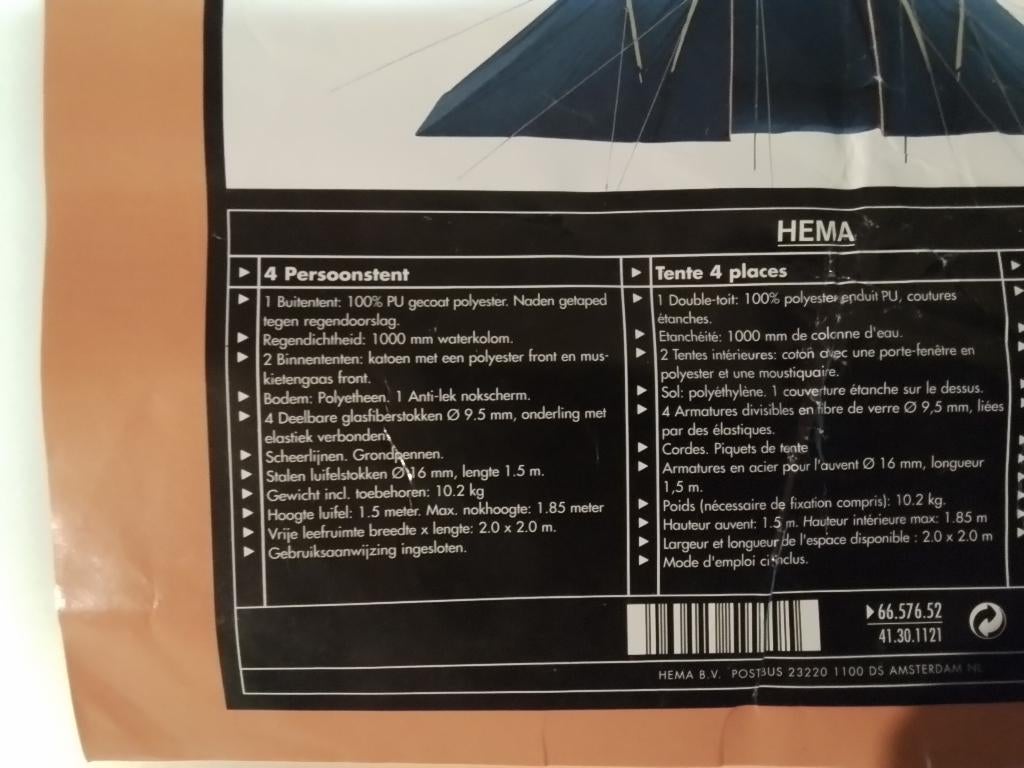 HEMA
4 Persoonstent
1 Buitentent: 100% PU gecoat polyester. Naden getaped
tegen regendoorslag.
Regendichtheid: 1000 mm waterkolom.
2 Binnententen: katoen met een polyester front en mus-
kietengaas front.
Bodem: Polyetheen. 1 Anti-lek nokscherm.
4 Deelbare glasfiberstokken Ø 9.5 mm, onderling met
elastiek verbonden.
Scheerlijnen. Grondpennen.
Stalen luifelstokken Ø 16 mm, lengte 1.5 m.
Gewicht incl. toebehoren: 10.2 kg
Hoogte luifel: 1.5 meter. Max. nokhoogte: 1.85 meter
Vrije leefruimte breedte x lengte: 2.0 x 2.0 m.
Gebruiksaanwijzing ingesloten.
Tente 4 places
1 Double-toit: 100% polyester enduit PU, coutures
étanches.
Etanchéité: 1000 mm de colonne d'eau.
2 Tentes intérieures: coton avec une porte-fenêtre en
polyester et une moustiquaire.
Sol: polyéthylène. 1 couverture étanche sur le dessus.
4 Armatures divisibles en fibre de verre Ø 9,5 mm, liées
par des élastiques.
Cordes. Piquets de tente
Armatures en acier pour l'auvent Ø 16 mm, longueur
1,5 m.
Poids (nécessaire de fixation compris): 10.2 kg.
Hauteur auvent: 1.5 m. Hauteur intérieure max: 1.85 m
Largeur et longueur de l'espace disponible : 2.0 x 2.0 m
Mode d'emploi ci-inclus.
66.576.52
41.30.1121
HEMA B.V. POSTBUS 23220 1100 DS AMSTERDAM NL